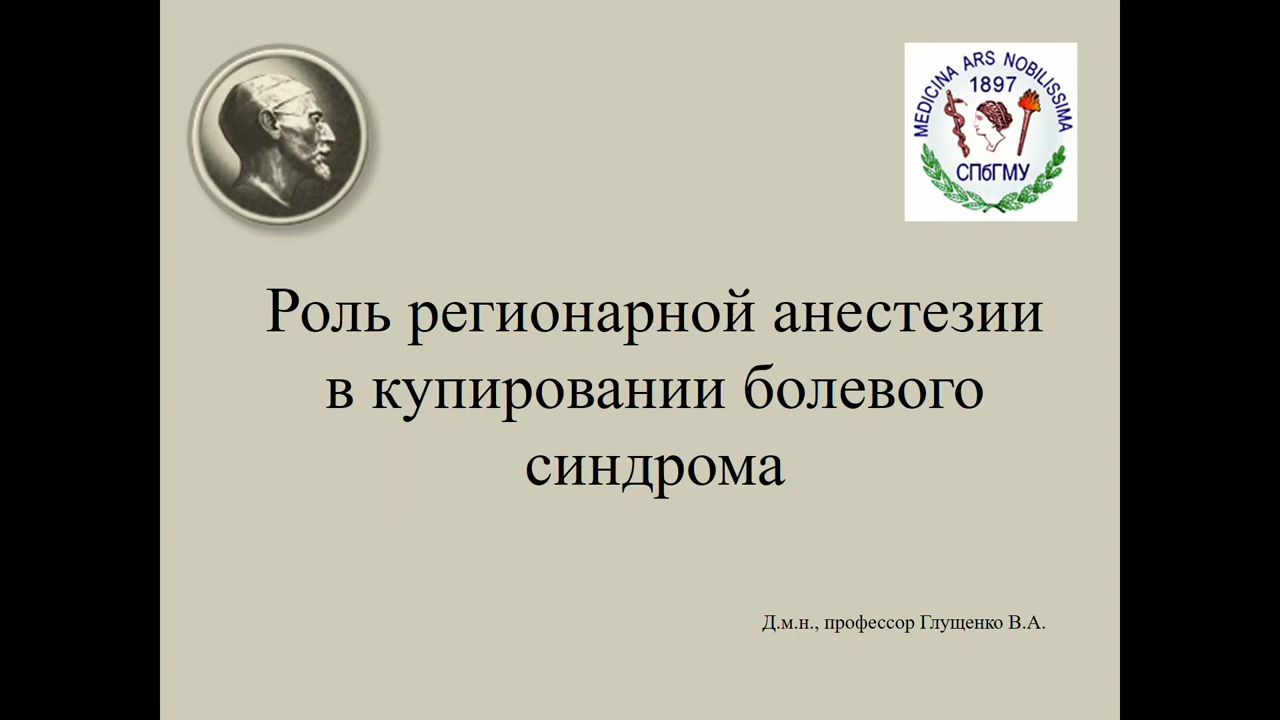 MEDICINA ARS NOBILISSIMA
1897
СПбГМУ
Роль регионарной анестезии
в купировании болевого
синдрома
Д.м.н., профессор Глущенко В.А.